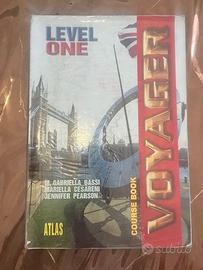 LEVEL
ONE
VOYAGER
COURSE BOOK
M. GABRIELLA BASSI
MARIELLA CESARENI
JENNIFER PEARSON
ATLAS
subito